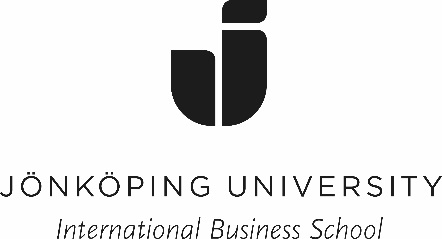 JÖNKÖPING UNIVERSITY
International Business School